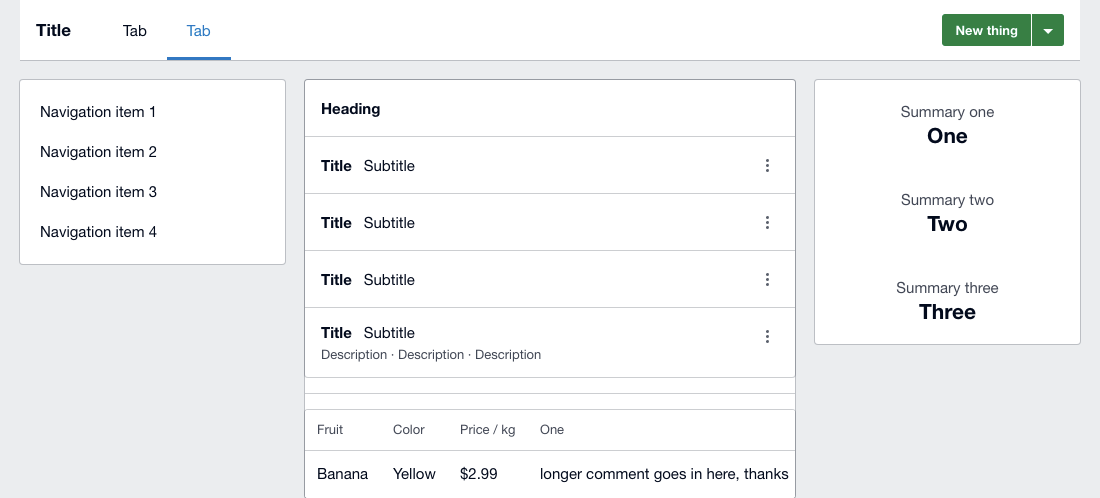 Title Tab Tab New thing
Navigation item 1
Navigation item 2
Navigation item 3
Navigation item 4
Heading
Title Subtitle
Title Subtitle
Title Subtitle
Title Subtitle
Description · Description · Description
Fruit Color Price / kg One
Banana Yellow $2.99 longer comment goes in here, thanks
Summary one
One
Summary two
Two
Summary three
Three